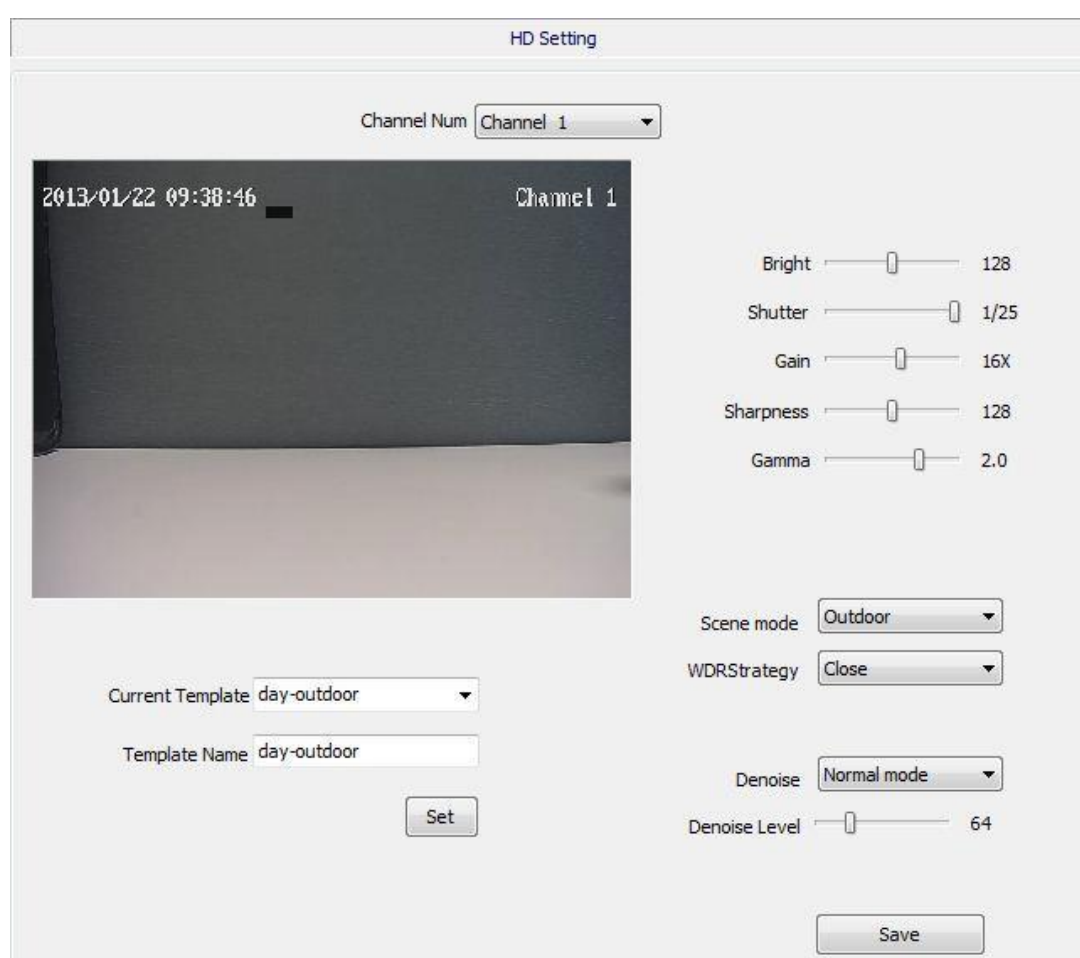 HD Setting
Channel Num Channel 1
2013/01/22 09:38:46 Channel 1
Bright 128
Shutter 1/25
Gain 16X
Sharpness 128
Gamma 2.0
Scene mode Outdoor
WDRStrategy Close
Current Template day-outdoor
Template Name day-outdoor
Set
Denoise Normal mode
Denoise Level 64
Save